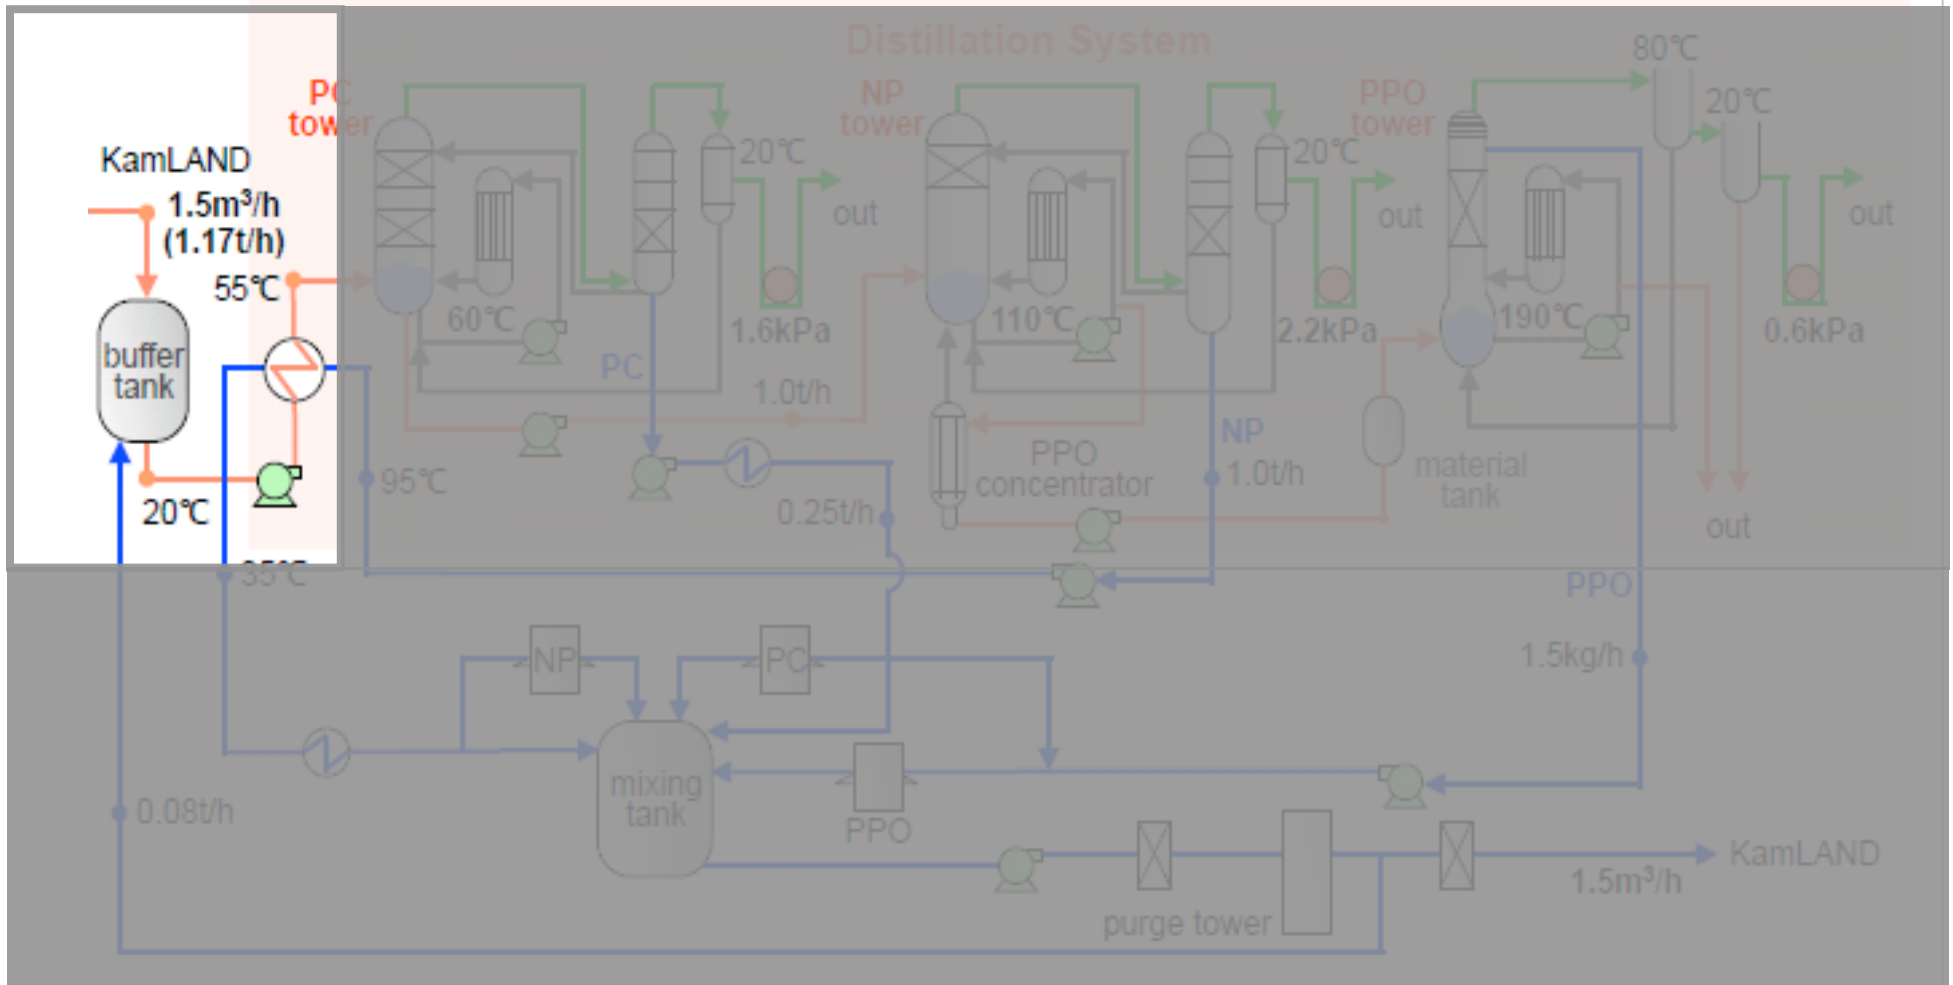 Distillation System
80℃
PC
tower
NP
tower
PPO
tower
20℃
20℃
20℃
KamLAND
1.5m³/h
(1.17t/h)
out
out
out
55℃
60℃
110℃
190℃
1.6kPa
2.2kPa
0.6kPa
buffer
tank
PC
1.0t/h
NP
PPO
concentrator
material
tank
95℃
1.0t/h
20℃
0.25t/h
out
35℃
PPO
NP
PC
1.5kg/h
mixing
tank
0.08t/h
PPO
KamLAND
1.5m³/h
purge tower